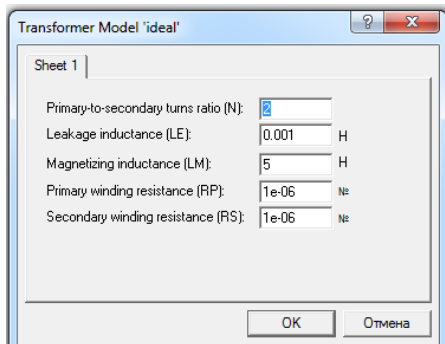 Transformer Model 'ideal'
Sheet 1
Primary-to-secondary turns ratio (N): 2
Leakage inductance (LE): 0.001 H
Magnetizing inductance (LM): 5 H
Primary winding resistance (RP): 1e-06 №
Secondary winding resistance (RS): 1e-06 №
OK Отмена